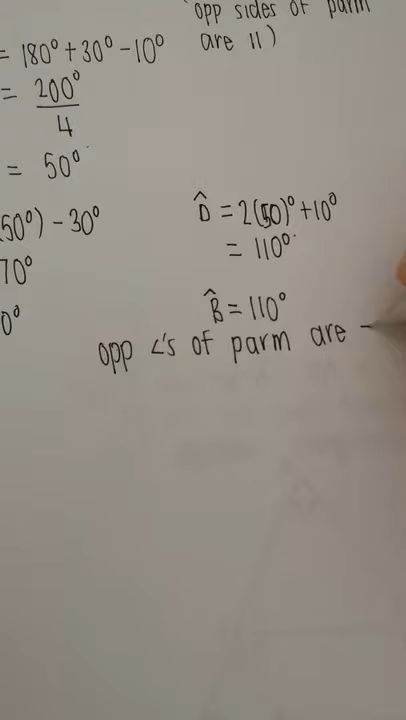 opp sides of parm
= 180° + 30° - 10°
are ||)
= 200°
4
= 50°
50°) - 30°
70°
0°
D̂ = 2(50)° + 10°
= 110°
B̂ = 110°
opp ∠'s of parm are -